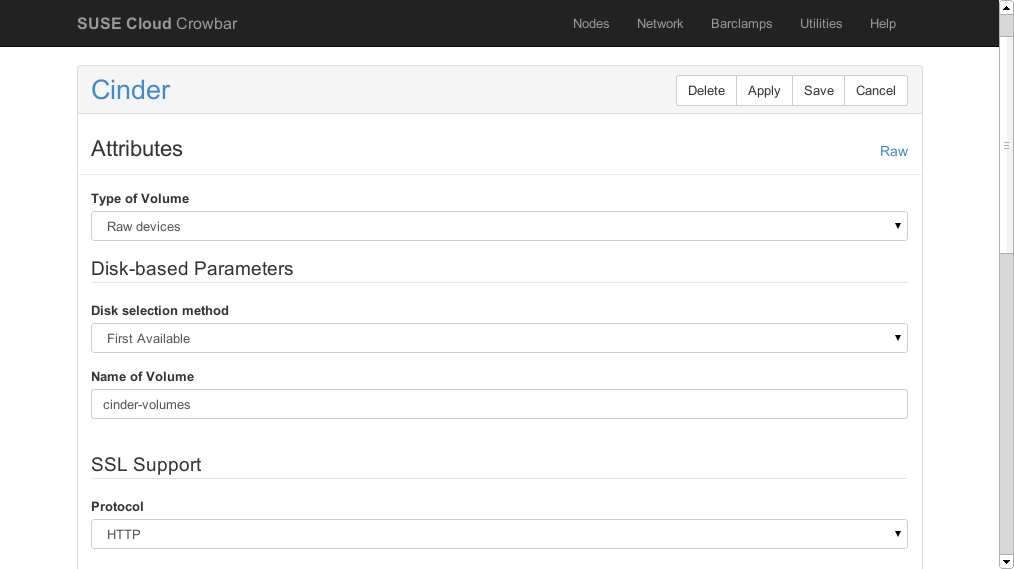 SUSE Cloud Crowbar
Nodes Network Barclamps Utilities Help
Cinder
Delete Apply Save Cancel
Attributes
Raw
Type of Volume
Raw devices
Disk-based Parameters
Disk selection method
First Available
Name of Volume
cinder-volumes
SSL Support
Protocol
HTTP